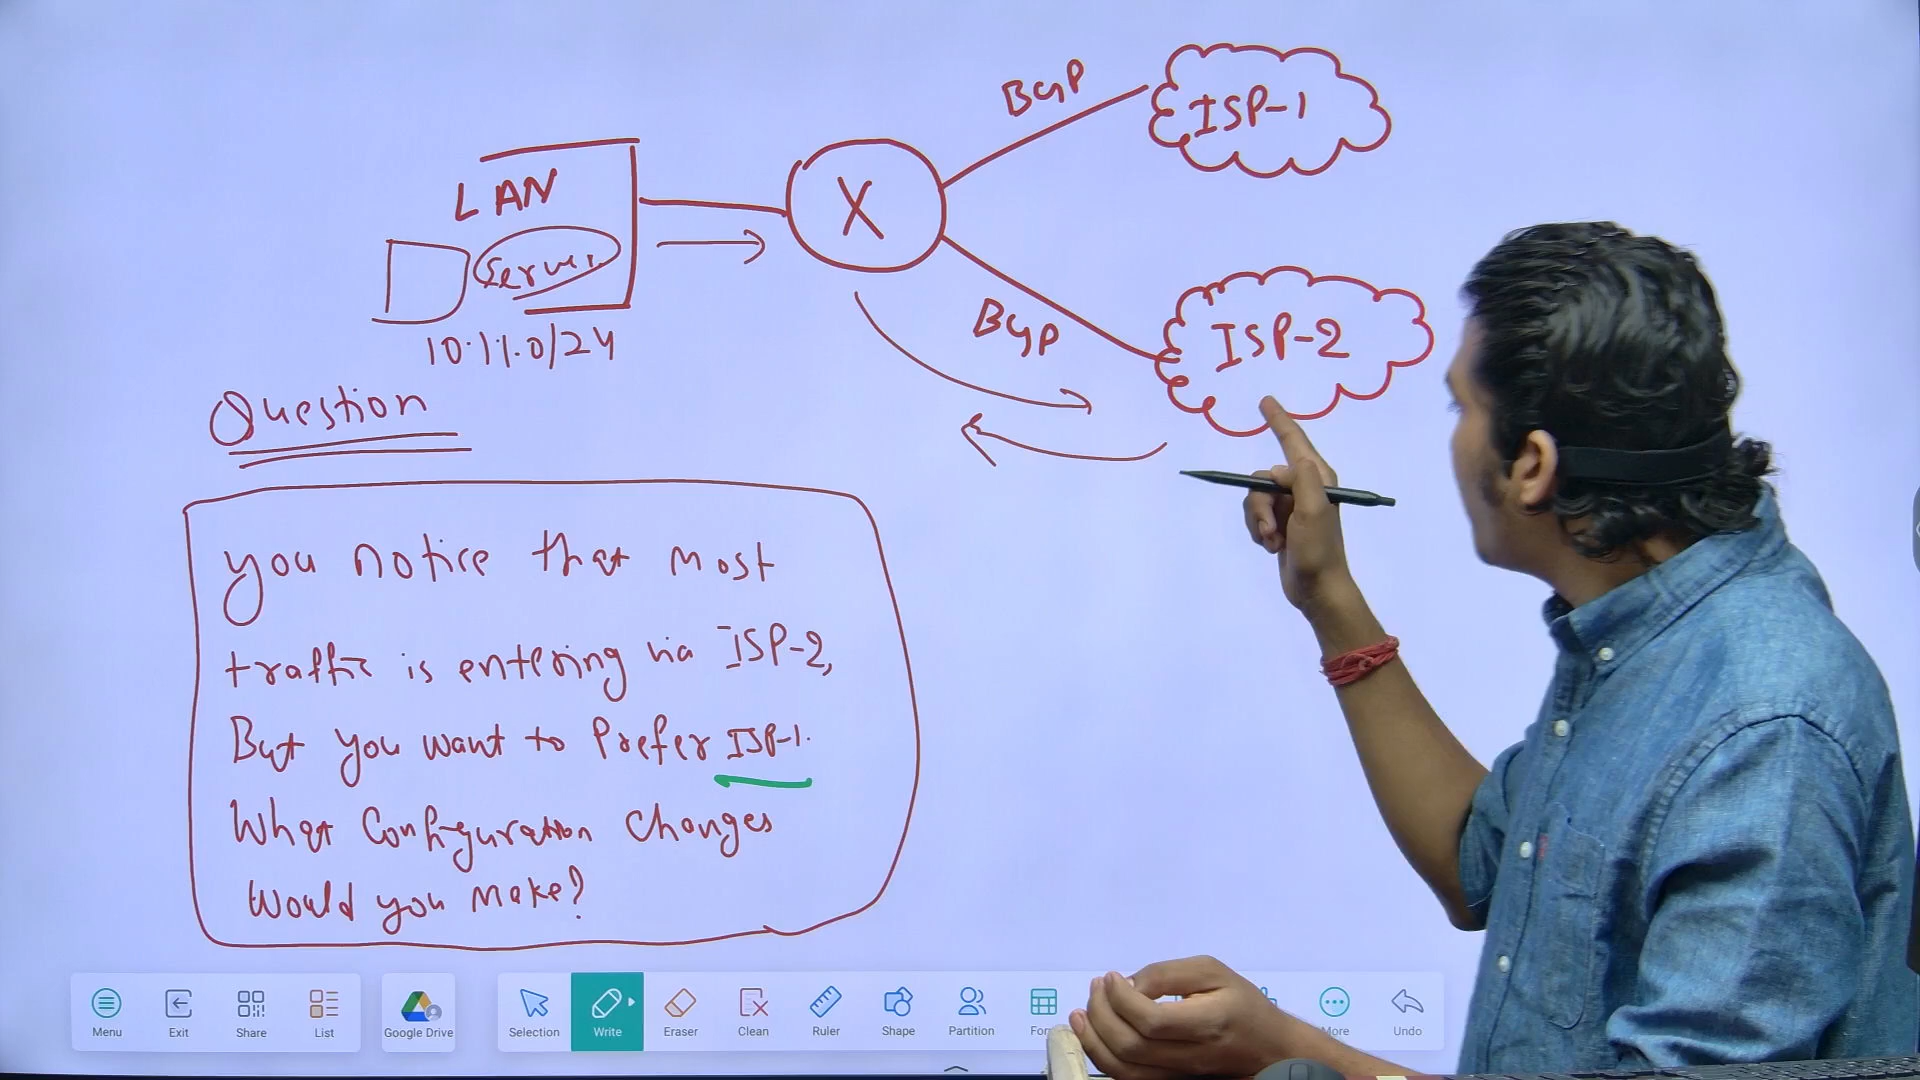 BGP
ISP-1
LAN
X
Server
BGP
ISP-2
10.1.1.0/24
Question
you notice that most
traffic is entering via ISP-2,
But you want to Prefer ISP-1.
What Configuration changes
Would you make?
Menu
Exit
Share
List
Google Drive
Selection
Write
Eraser
Clean
Ruler
Shape
Partition
More
Undo